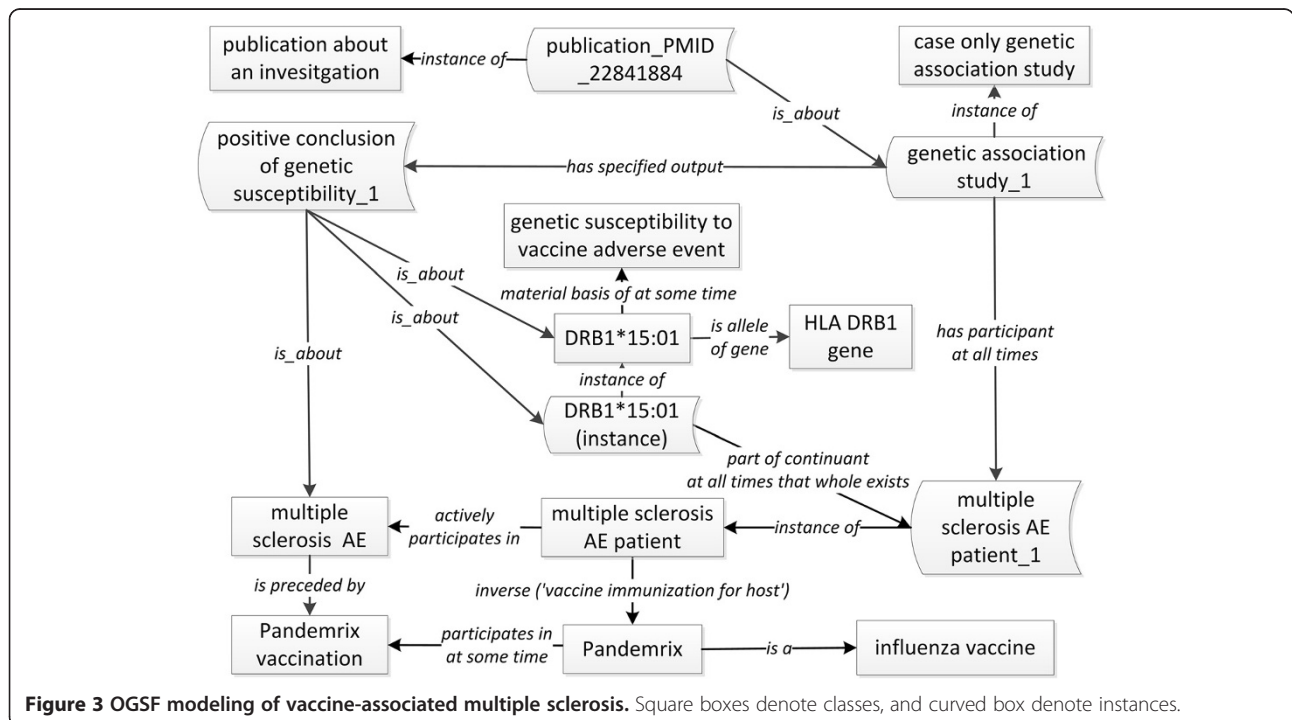 publication about
an invesitgation
instance of
publication_PMID
_22841884
case only genetic
association study
is_about
instance of
positive conclusion
of genetic
susceptibility_1
has specified output
genetic association
study_1
genetic susceptibility to
vaccine adverse event
is_about
material basis of at some time
is_about
DRB1*15:01
is allele
of gene
HLA DRB1
gene
is_about
has participant
at all times
instance of
DRB1*15:01
(instance)
part of continuant
at all times that whole exists
multiple
sclerosis AE
actively
participates in
multiple sclerosis
AE patient
instance of
multiple
sclerosis AE
patient_1
is preceded by
inverse ('vaccine immunization for host')
Pandemrix
vaccination
participates in
at some time
Pandemrix
is a
influenza vaccine
Figure 3 OGSF modeling of vaccine-associated multiple sclerosis. Square boxes denote classes, and curved box denote instances.